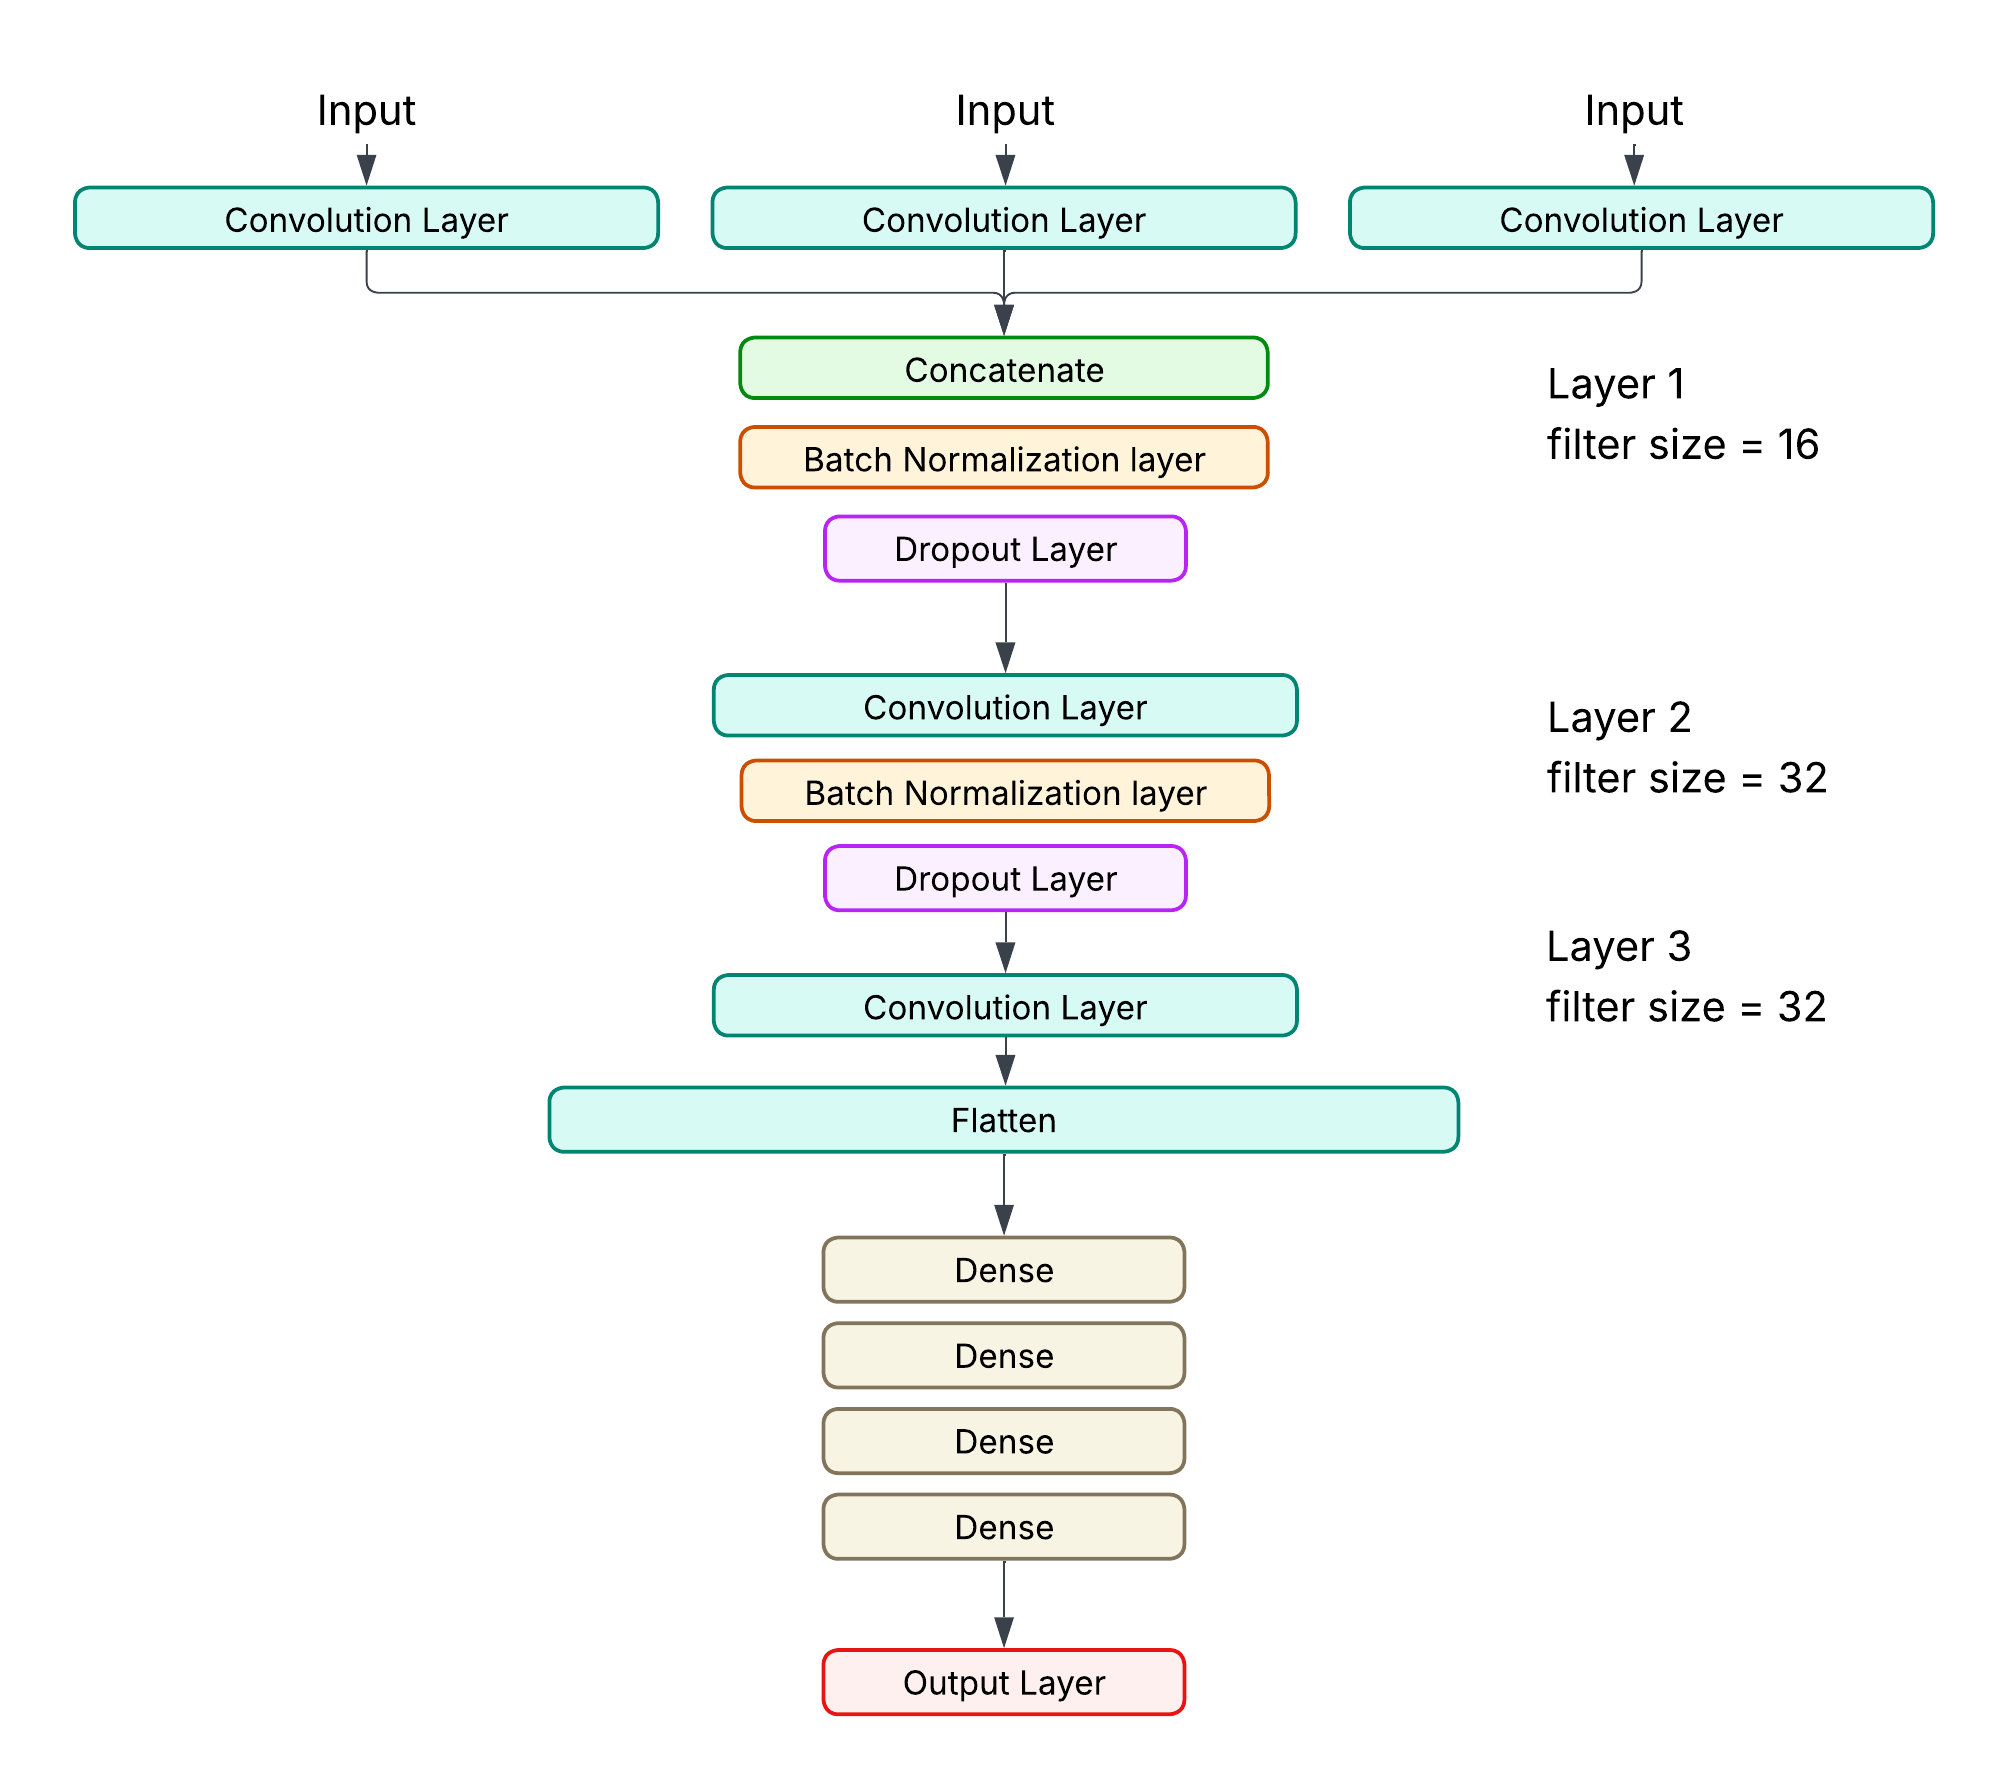 Input
Input
Input
Convolution Layer
Convolution Layer
Convolution Layer
Concatenate
Layer 1
filter size = 16
Batch Normalization layer
Dropout Layer
Convolution Layer
Layer 2
filter size = 32
Batch Normalization layer
Dropout Layer
Layer 3
filter size = 32
Convolution Layer
Flatten
Dense
Dense
Dense
Dense
Output Layer